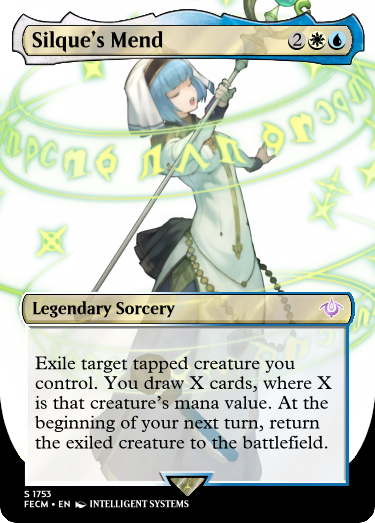 Silque's Mend 2
Legendary Sorcery
Exile target tapped creature you
control. You draw X cards, where X
is that creature's mana value. At the
beginning of your next turn, return
the exiled creature to the battlefield.
S 1753
FECM • EN INTELLIGENT SYSTEMS